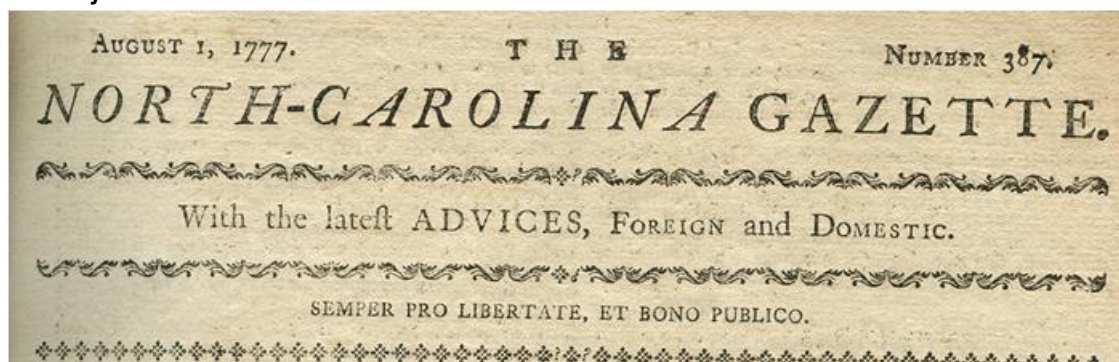 AUGUST 1, 1777. THE NUMBER 387.
NORTH-CAROLINA GAZETTE.
With the lateſt ADVICES, FOREIGN and DOMESTIC.
SEMPER PRO LIBERTATE, ET BONO PUBLICO.